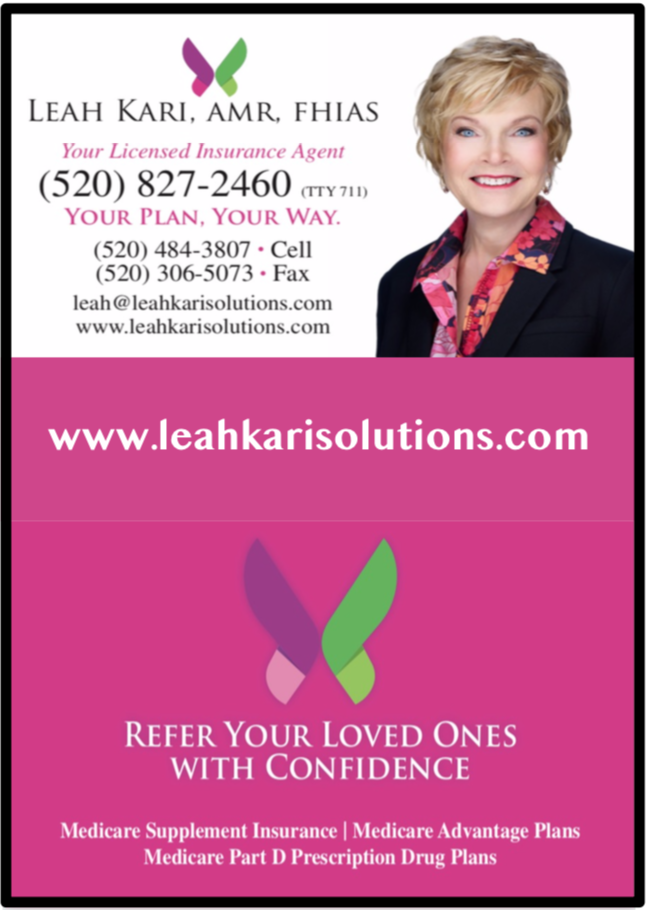 LEAH KARI, AMR, FHIAS
Your Licensed Insurance Agent
(520) 827-2460 (TTY 711)
YOUR PLAN, YOUR WAY.
(520) 484-3807 • Cell
(520) 306-5073 • Fax
leah@leahkarisolutions.com
www.leahkarisolutions.com
www.leahkarisolutions.com
REFER YOUR LOVED ONES
WITH CONFIDENCE
Medicare Supplement Insurance | Medicare Advantage Plans
Medicare Part D Prescription Drug Plans